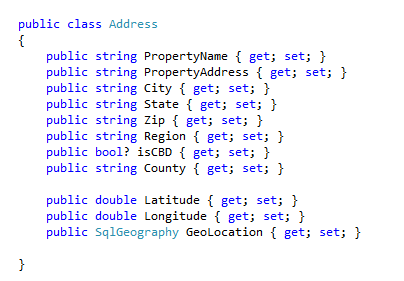 public class Address
{
public string PropertyName { get; set; }
public string PropertyAddress { get; set; }
public string City { get; set; }
public string State { get; set; }
public string Zip { get; set; }
public string Region { get; set; }
public bool? isCBD { get; set; }
public string County { get; set; }
public double Latitude { get; set; }
public double Longitude { get; set; }
public SqlGeography GeoLocation { get; set; }
}